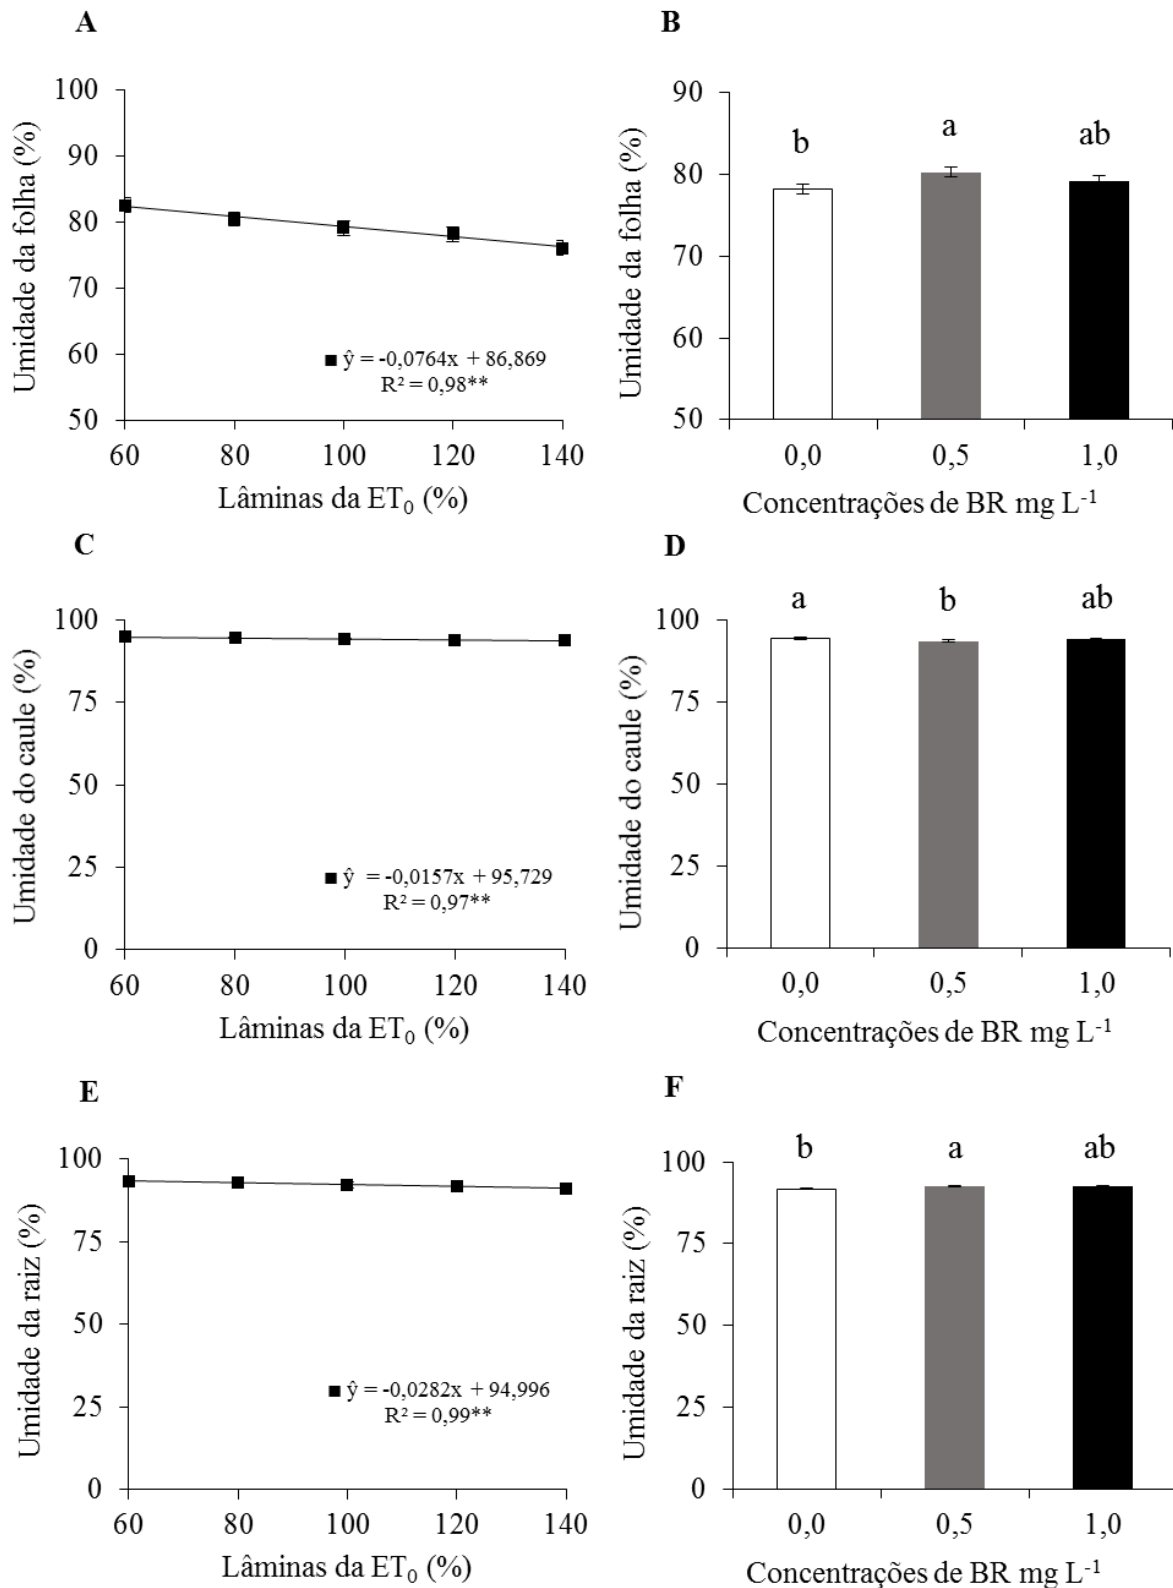 A
Umidade da folha (%)
100
90
80
70
60
50
■ ŷ = -0,0764x + 86,869
R² = 0,98**
60 80 100 120 140
Lâminas da ET₀ (%)
B
Umidade da folha (%)
90
80
70
60
50
b a ab
0,0 0,5 1,0
Concentrações de BR mg L⁻¹
C
Umidade do caule (%)
100
75
50
25
0
■ ŷ = -0,0157x + 95,729
R² = 0,97**
60 80 100 120 140
Lâminas da ET₀ (%)
D
Umidade do caule (%)
100
75
50
25
0
a b ab
0,0 0,5 1,0
Concentrações de BR mg L⁻¹
E
Umidade da raiz (%)
100
75
50
25
0
■ ŷ = -0,0282x + 94,996
R² = 0,99**
60 80 100 120 140
Lâminas da ET₀ (%)
F
Umidade da raiz (%)
100
75
50
25
0
b a ab
0,0 0,5 1,0
Concentrações de BR mg L⁻¹